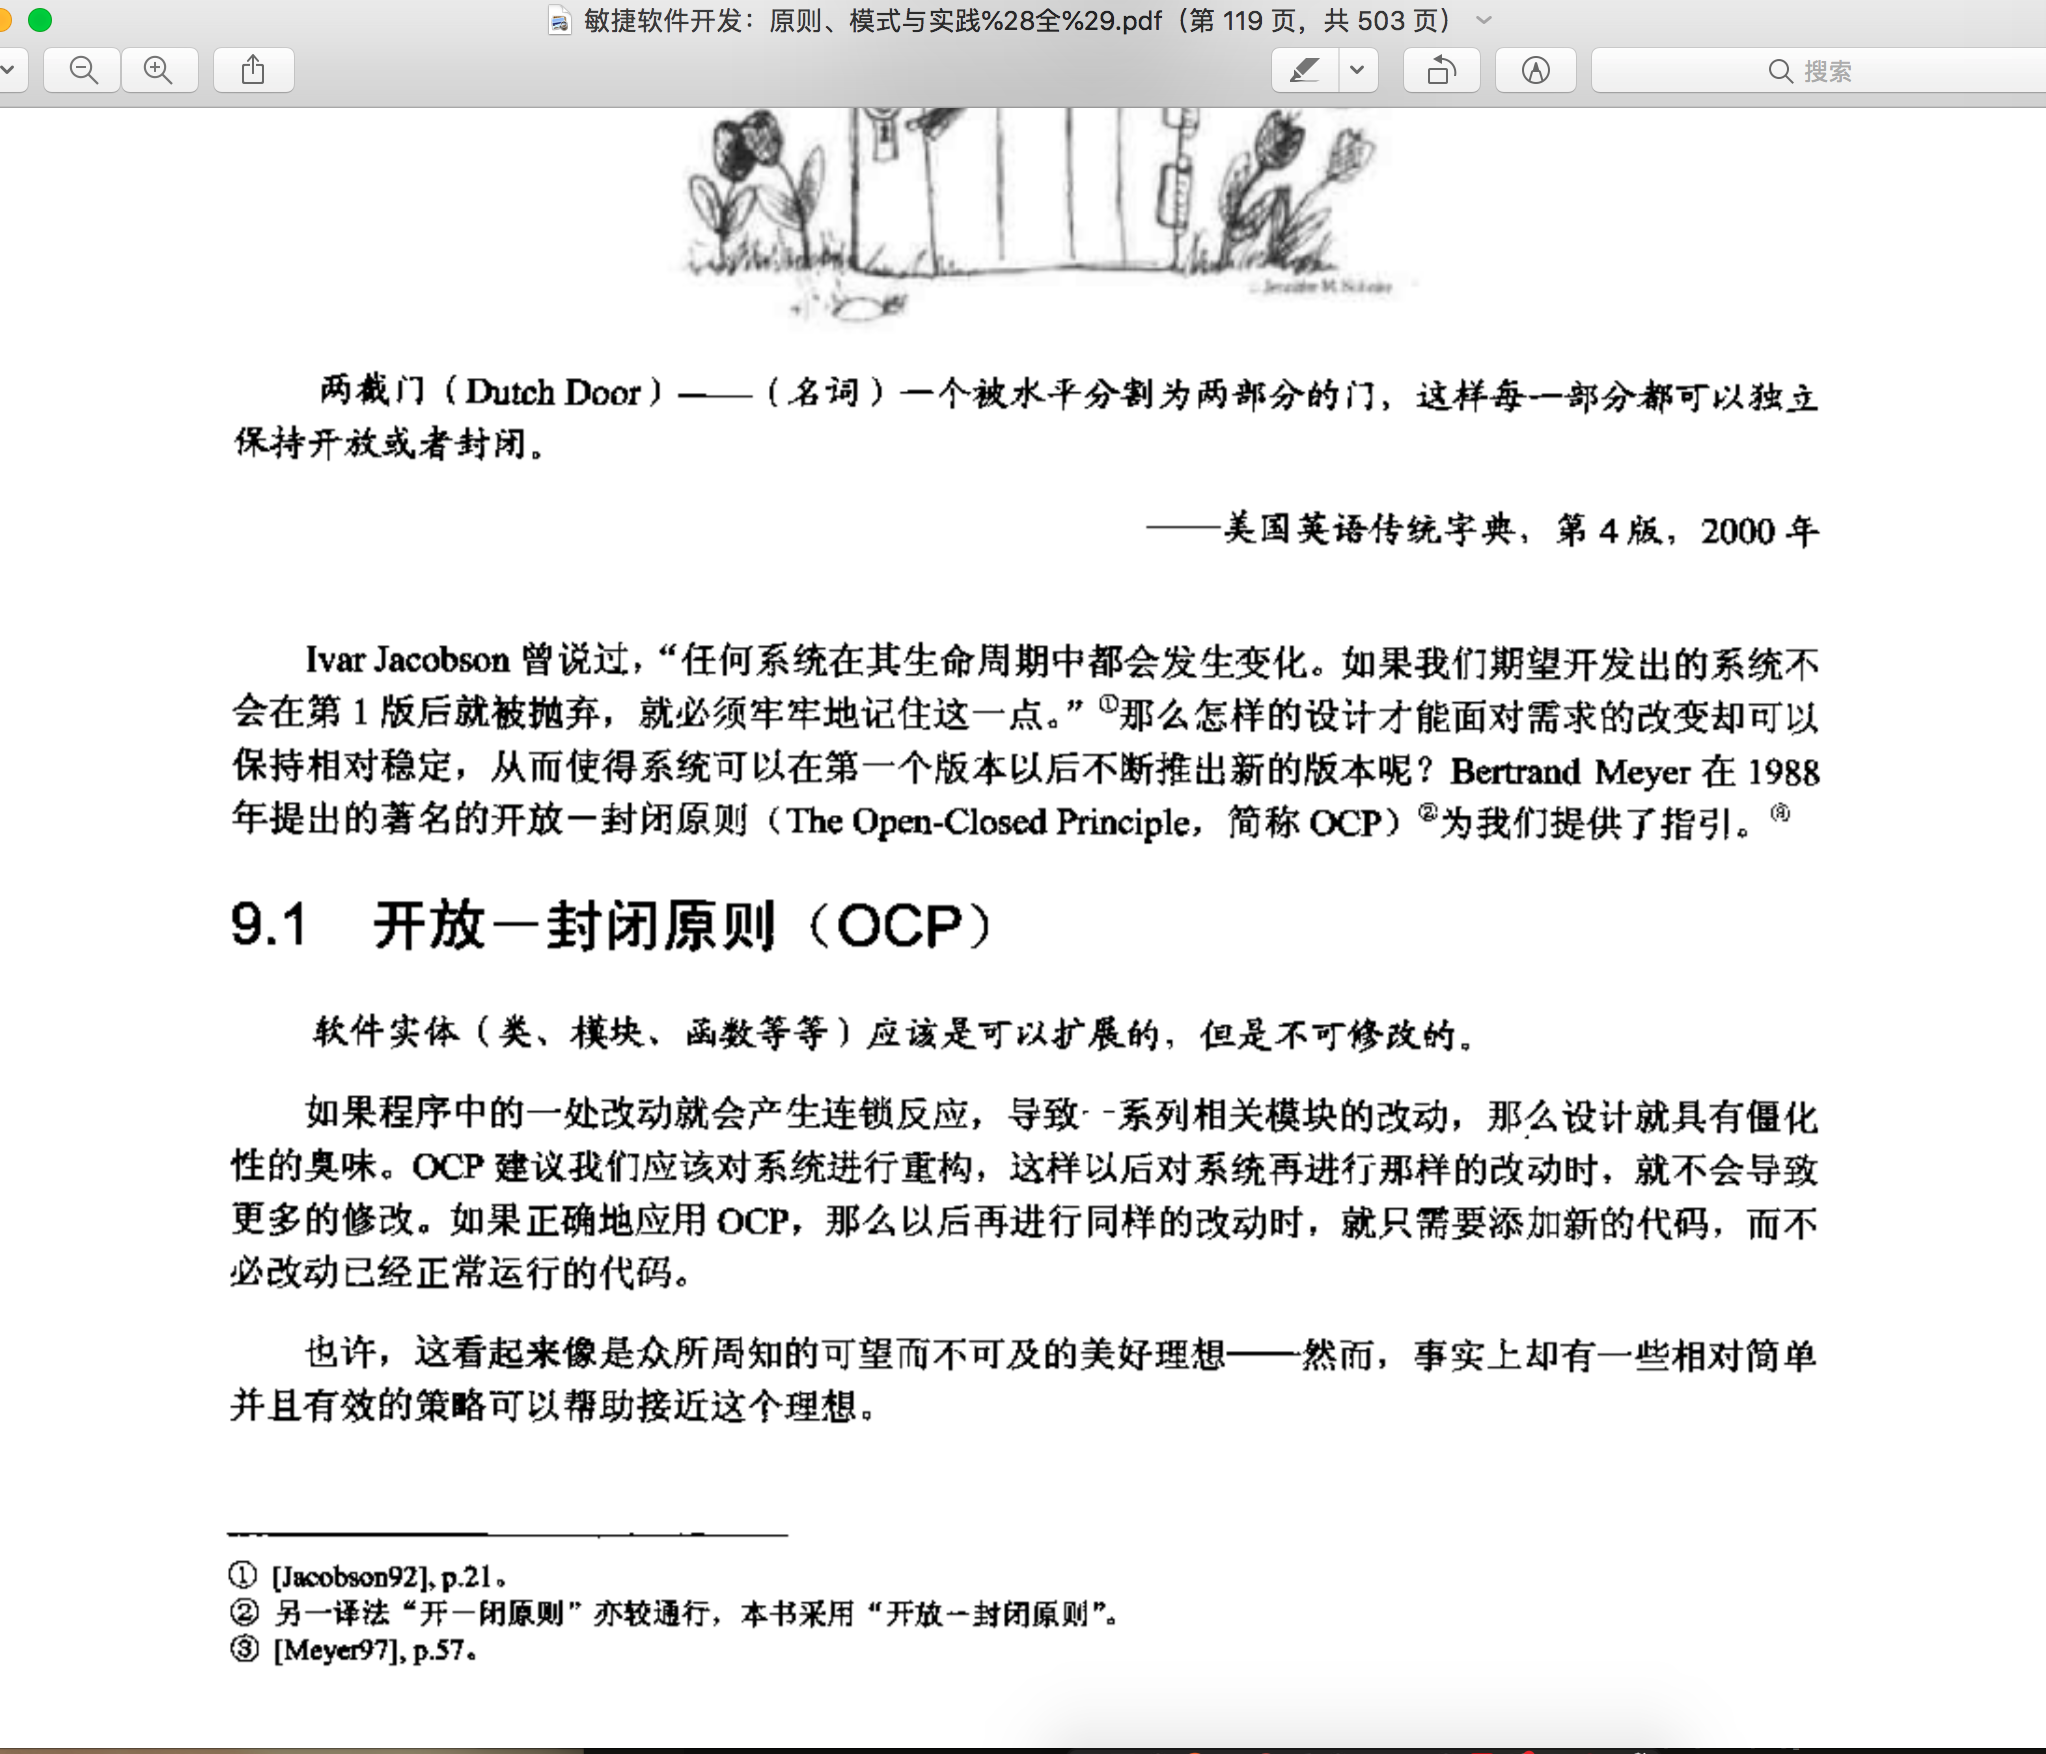 敏捷软件开发：原则、模式与实践%28全%29.pdf（第 119 页，共 503 页）
搜索
两截门（Dutch Door）——（名词）一个被水平分割为两部分的门，这样每一部分都可以独立
保持开放或者封闭。
——美国英语传统字典，第 4 版，2000 年
Ivar Jacobson 曾说过，“任何系统在其生命周期中都会发生变化。如果我们期望开发出的系统不
会在第 1 版后就被抛弃，就必须牢牢地记住这一点。”①那么怎样的设计才能面对需求的改变却可以
保持相对稳定，从而使得系统可以在第一个版本以后不断推出新的版本呢？Bertrand Meyer 在 1988
年提出的著名的开放－封闭原则（The Open-Closed Principle，简称 OCP）②为我们提供了指引。③
9.1 开放－封闭原则（OCP）
软件实体（类、模块、函数等等）应该是可以扩展的，但是不可修改的。
如果程序中的一处改动就会产生连锁反应，导致一系列相关模块的改动，那么设计就具有僵化
性的臭味。OCP 建议我们应该对系统进行重构，这样以后对系统再进行那样的改动时，就不会导致
更多的修改。如果正确地应用 OCP，那么以后再进行同样的改动时，就只需要添加新的代码，而不
必改动已经正常运行的代码。
也许，这看起来像是众所周知的可望而不可及的美好理想——然而，事实上却有一些相对简单
并且有效的策略可以帮助接近这个理想。
① [Jacobson92], p.21。
② 另一译法“开－闭原则”亦较通行，本书采用“开放－封闭原则”。
③ [Meyer97], p.57。